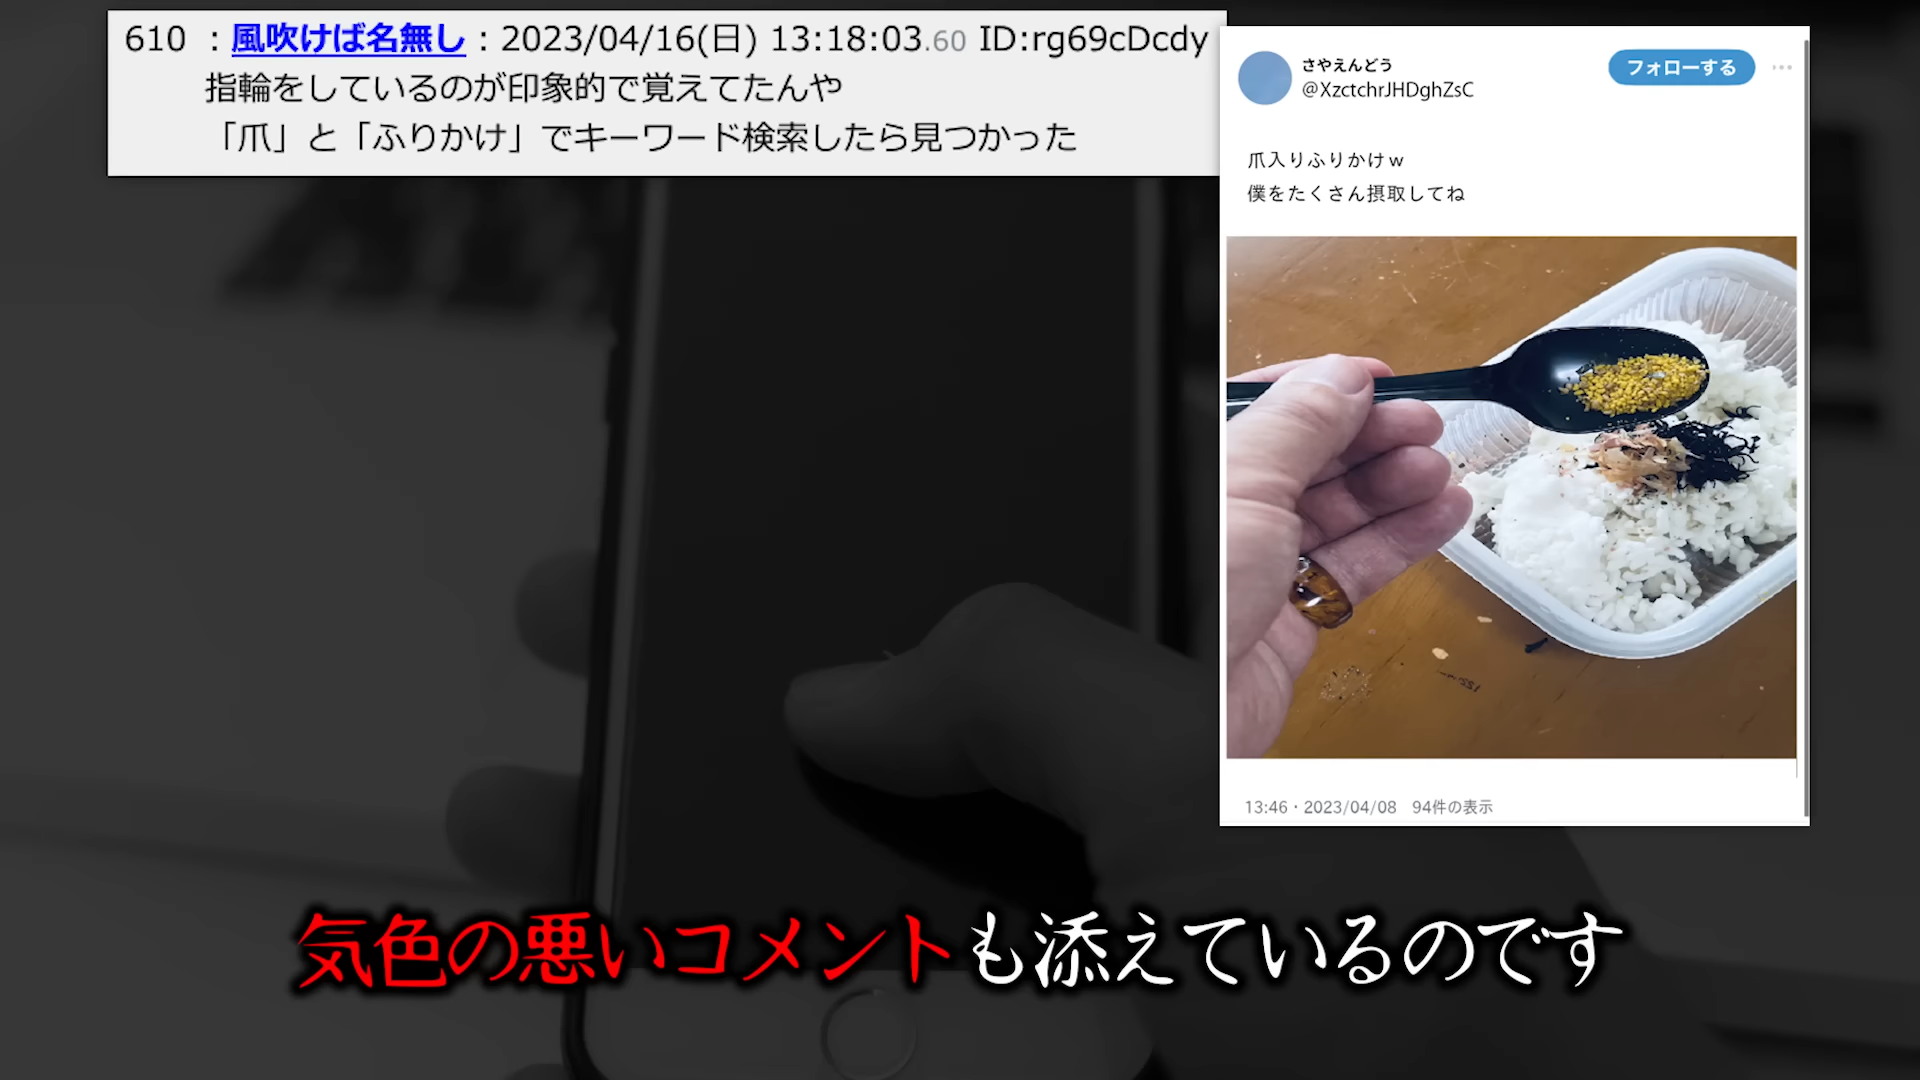 610 ：風吹けば名無し：2023/04/16(日) 13:18:03.60 ID:rg69cDcdy
指輪をしているのが印象的で覚えてたんや
「爪」と「ふりかけ」でキーワード検索したら見つかった
さやえんどう
@XzctchrJHDghZsC
フォローする
爪入りふりかけｗ
僕をたくさん摂取してね
13:46・2023/04/08 94件の表示
気色の悪いコメントも添えているのです